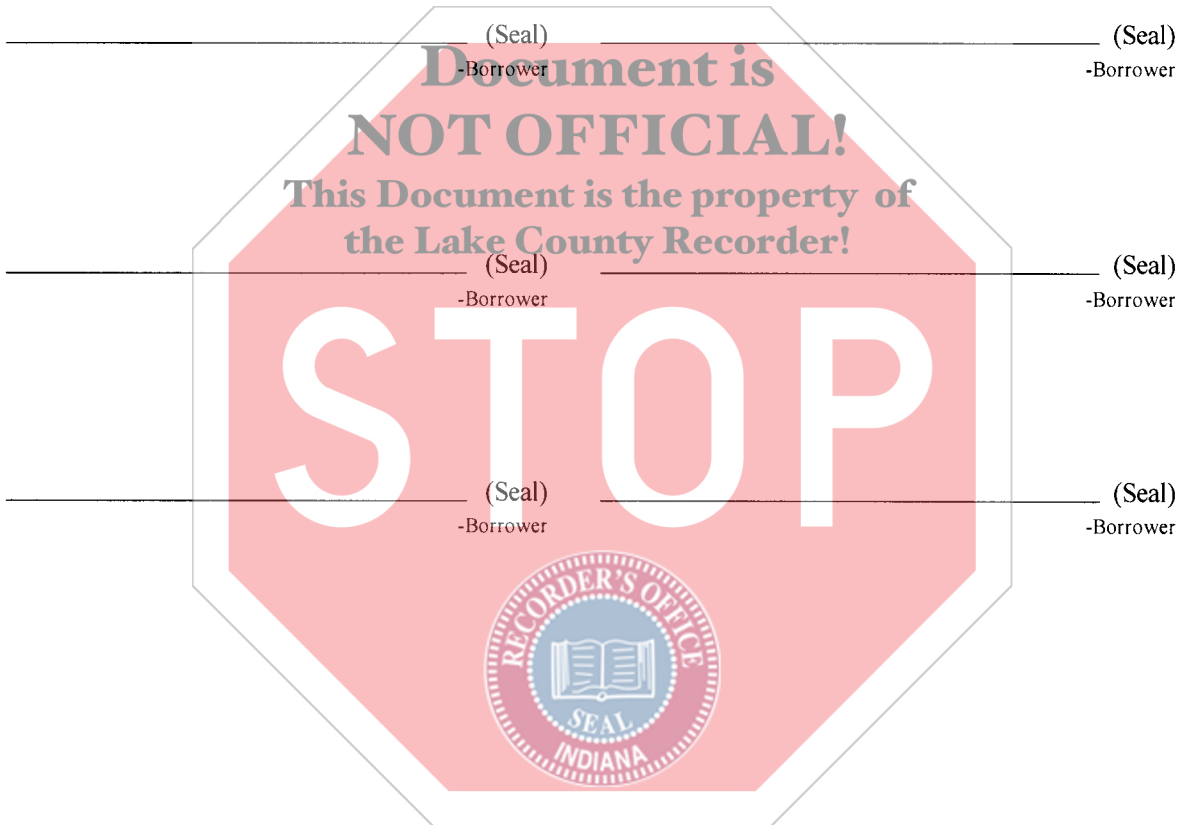 (Seal) (Seal)
-Borrower -Borrower
Document is
NOT OFFICIAL!
This Document is the property of
the Lake County Recorder!
(Seal) (Seal)
-Borrower -Borrower
STOP
(Seal) (Seal)
-Borrower -Borrower
RECORDER'S OFFICE
SEAL
INDIANA